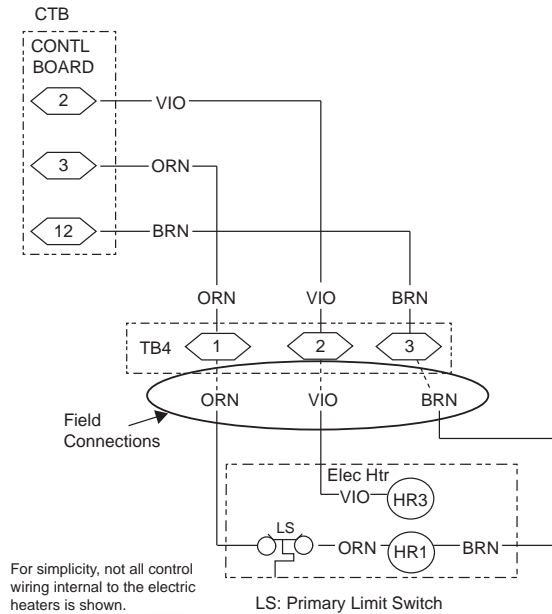 CTB
CONTL
BOARD
2
VIO
3
ORN
12
BRN
ORN VIO BRN
TB4 1 2 3
ORN VIO BRN
Field
Connections
Elec Htr
VIO HR3
LS
ORN HR1 BRN
For simplicity, not all control
wiring internal to the electric
heaters is shown.
LS: Primary Limit Switch